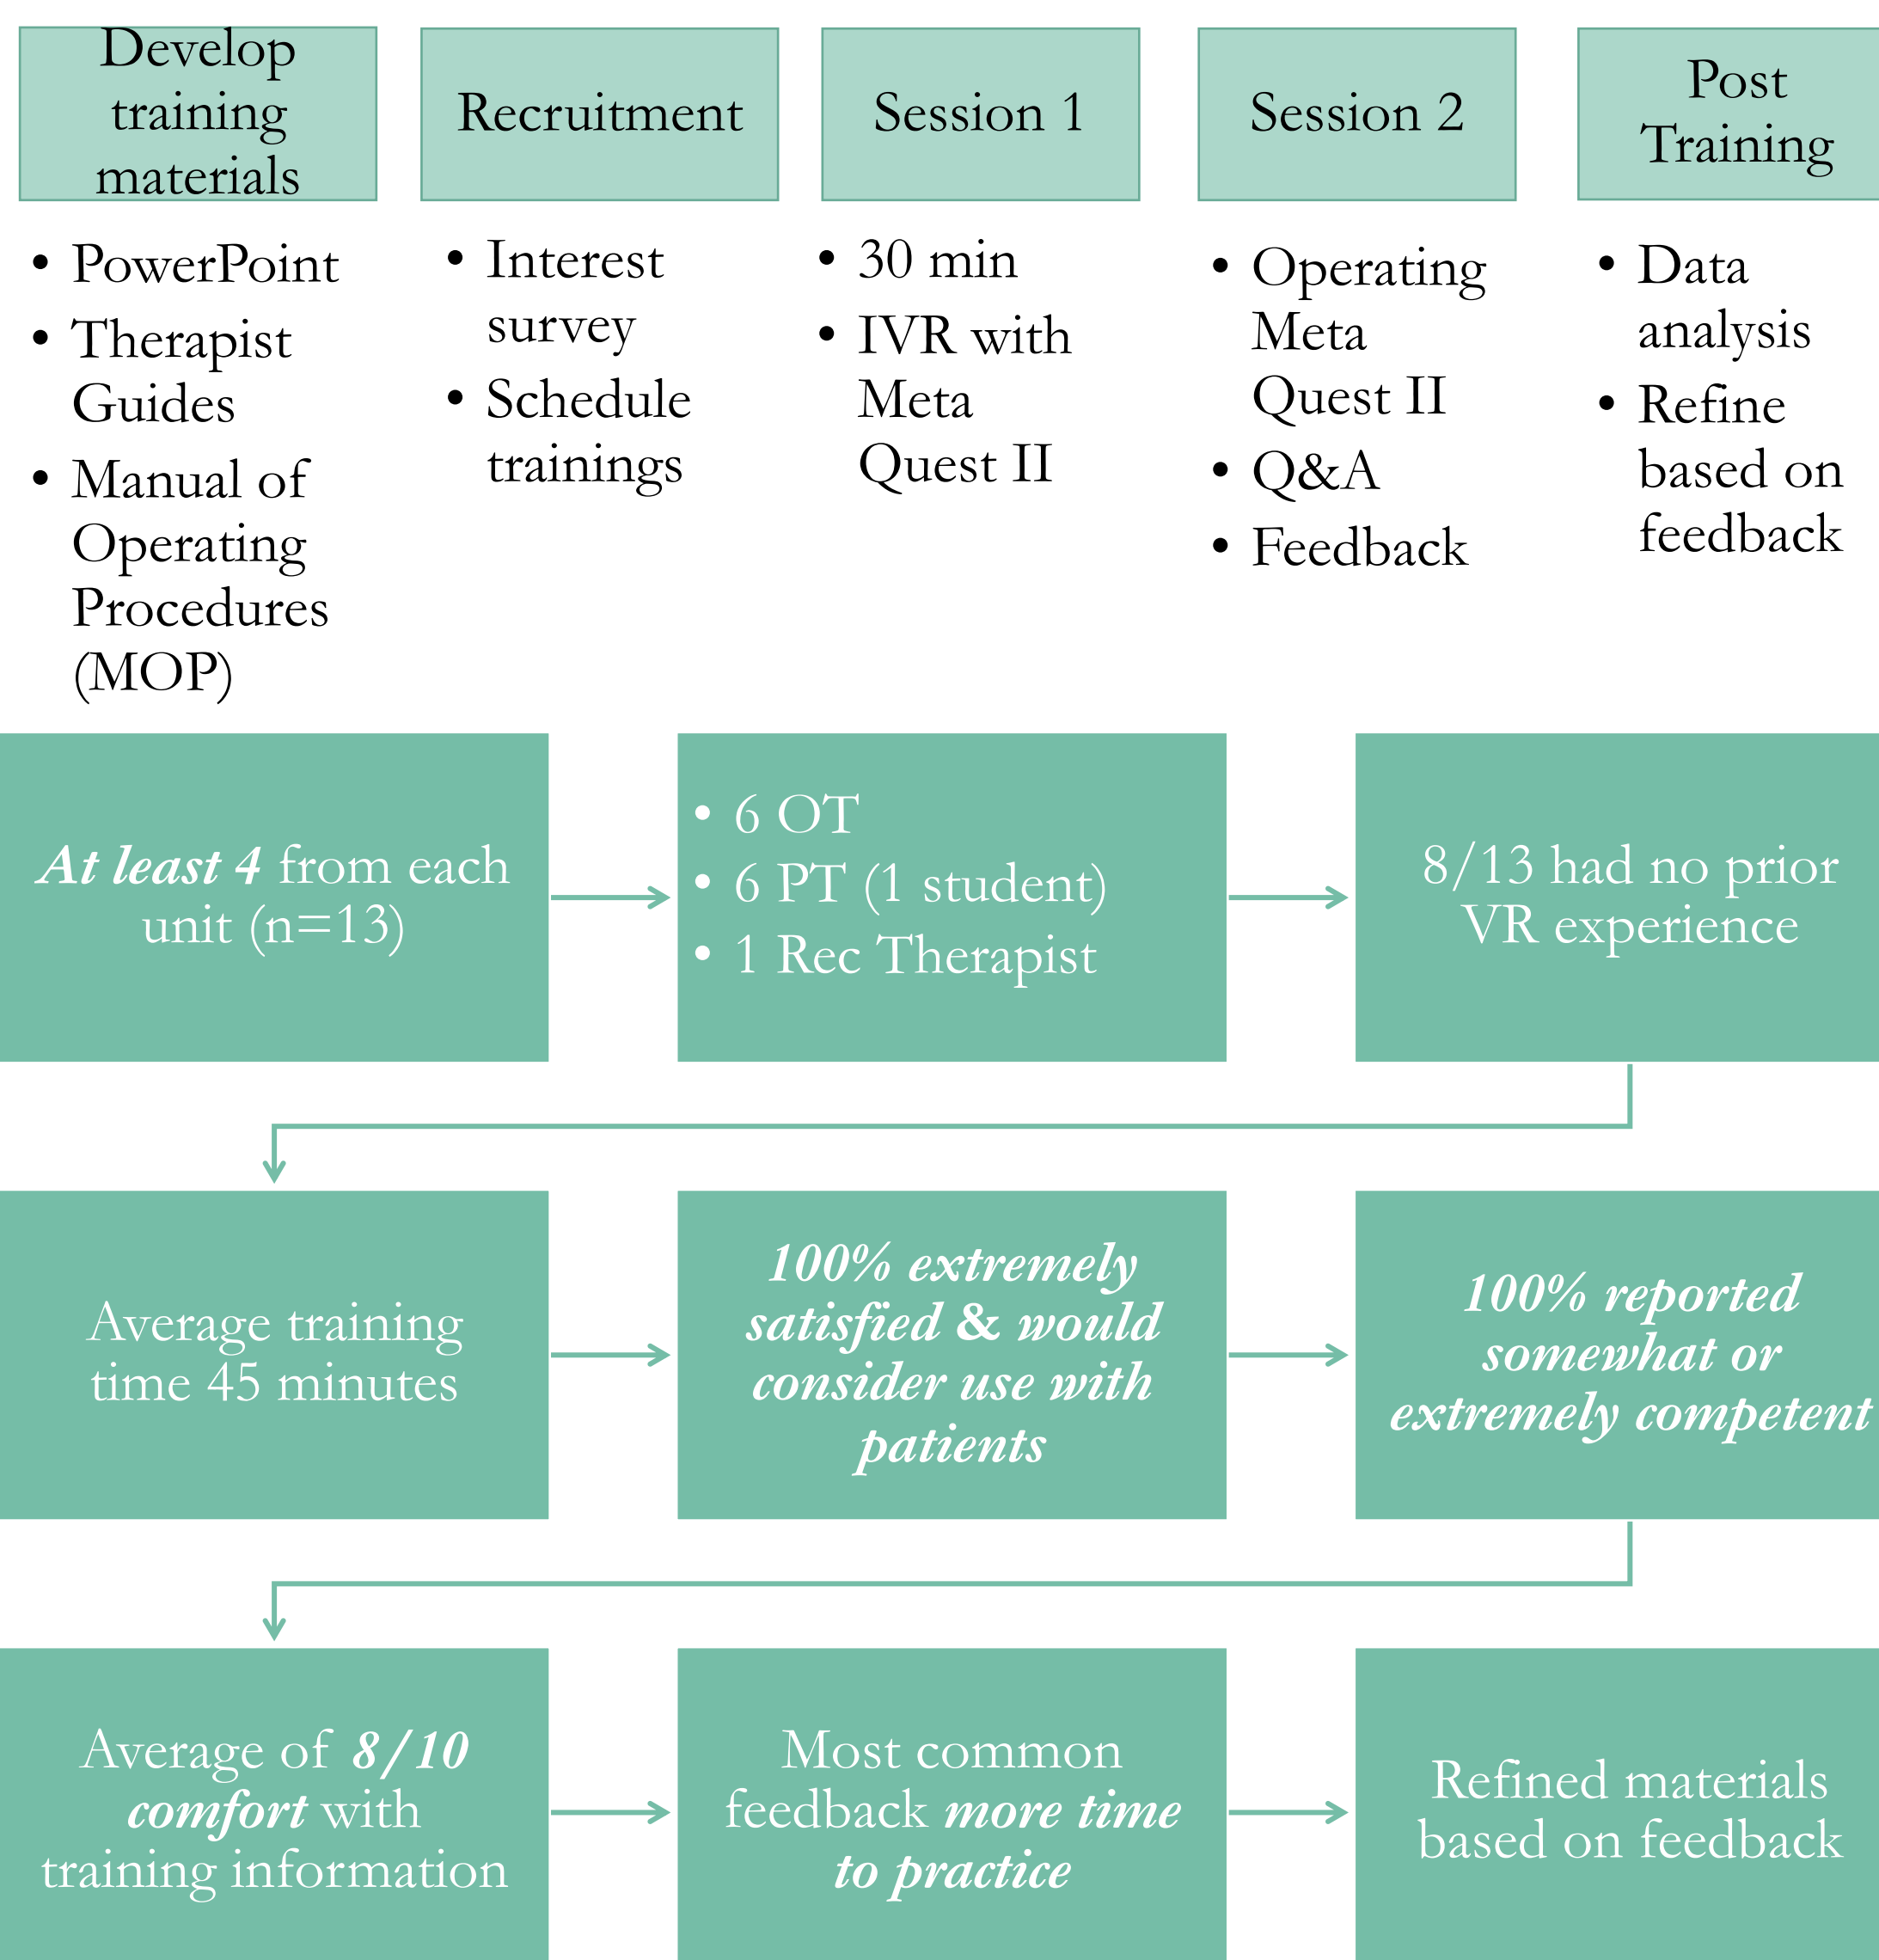 Develop
training
materials
• PowerPoint
• Therapist
Guides
• Manual of
Operating
Procedures
(MOP)
Recruitment
• Interest
survey
• Schedule
trainings
Session 1
• 30 min
• IVR with
Meta
Quest II
Session 2
• Operating
Meta
Quest II
• Q&A
• Feedback
Post
Training
• Data
analysis
• Refine
based on
feedback
At least 4 from each
unit (n=13)
• 6 OT
• 6 PT (1 student)
• 1 Rec Therapist
8/13 had no prior
VR experience
Average training
time 45 minutes
100% extremely
satisfied & would
consider use with
patients
100% reported
somewhat or
extremely competent
Average of 8/10
comfort with
training information
Most common
feedback more time
to practice
Refined materials
based on feedback